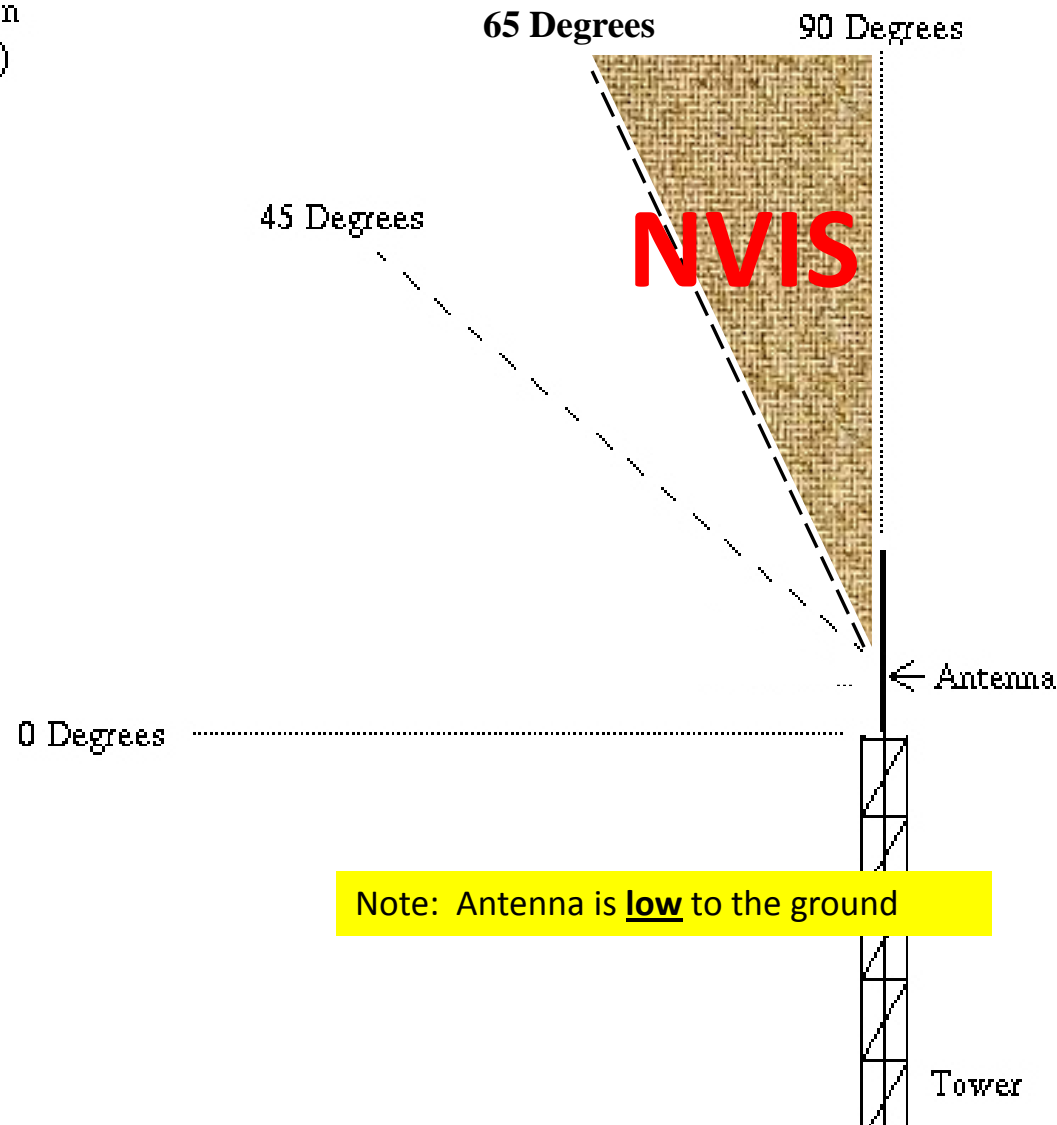 n
)
65 Degrees
90 Degrees
45 Degrees
NVIS
Antenna
0 Degrees
Note: Antenna is low to the ground
Tower